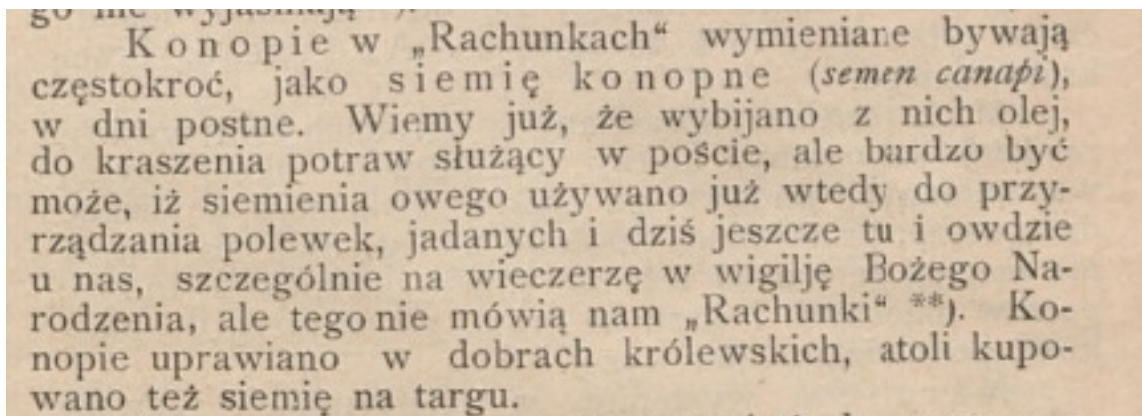 Konopie w „Rachunkach“ wymieniane bywają
częstokroć, jako siemię konopne (semen canapi),
w dni postne. Wiemy już, że wybijano z nich olej,
do kraszenia potraw służący w poście, ale bardzo być
może, iż siemienia owego używano już wtedy do przy-
rządzania polewek, jadanych i dziś jeszcze tu i owdzie
u nas, szczególnie na wieczerzę w wigilję Bożego Na-
rodzenia, ale tego nie mówią nam „Rachunki“ **). Ko-
nopie uprawiano w dobrach królewskich, atoli kupo-
wano też siemię na targu.